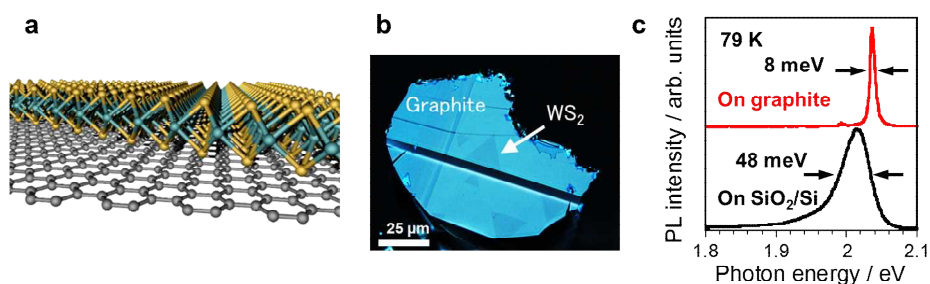 a
b
Graphite
WS₂
25 µm
c
79 K
8 meV
On graphite
48 meV
On SiO₂/Si
PL intensity / arb. units
1.8
1.9
2
2.1
Photon energy / eV